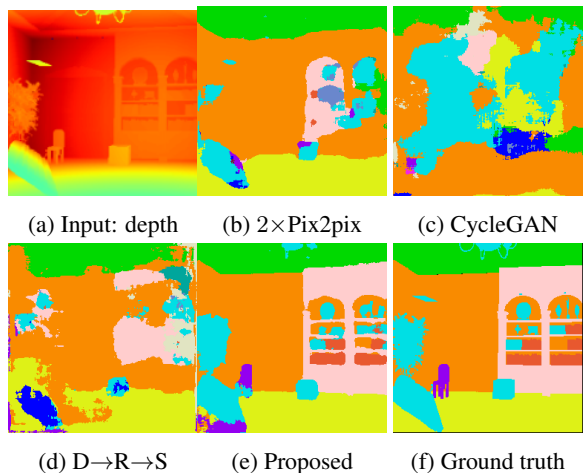 (a) Input: depth
(b) 2×Pix2pix
(c) CycleGAN
(d) D→R→S
(e) Proposed
(f) Ground truth